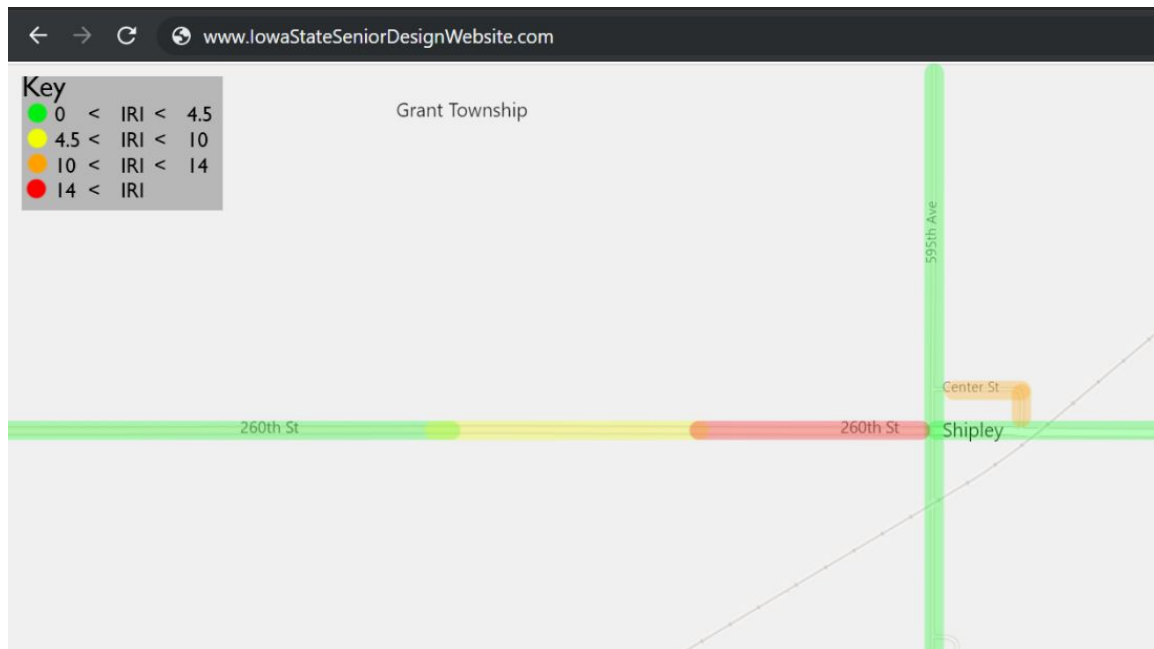 www.IowaStateSeniorDesignWebsite.com
Key
0 < IRI < 4.5
4.5 < IRI < 10
10 < IRI < 14
14 < IRI
Grant Township
595th Ave
Center St
260th St
260th St
Shipley